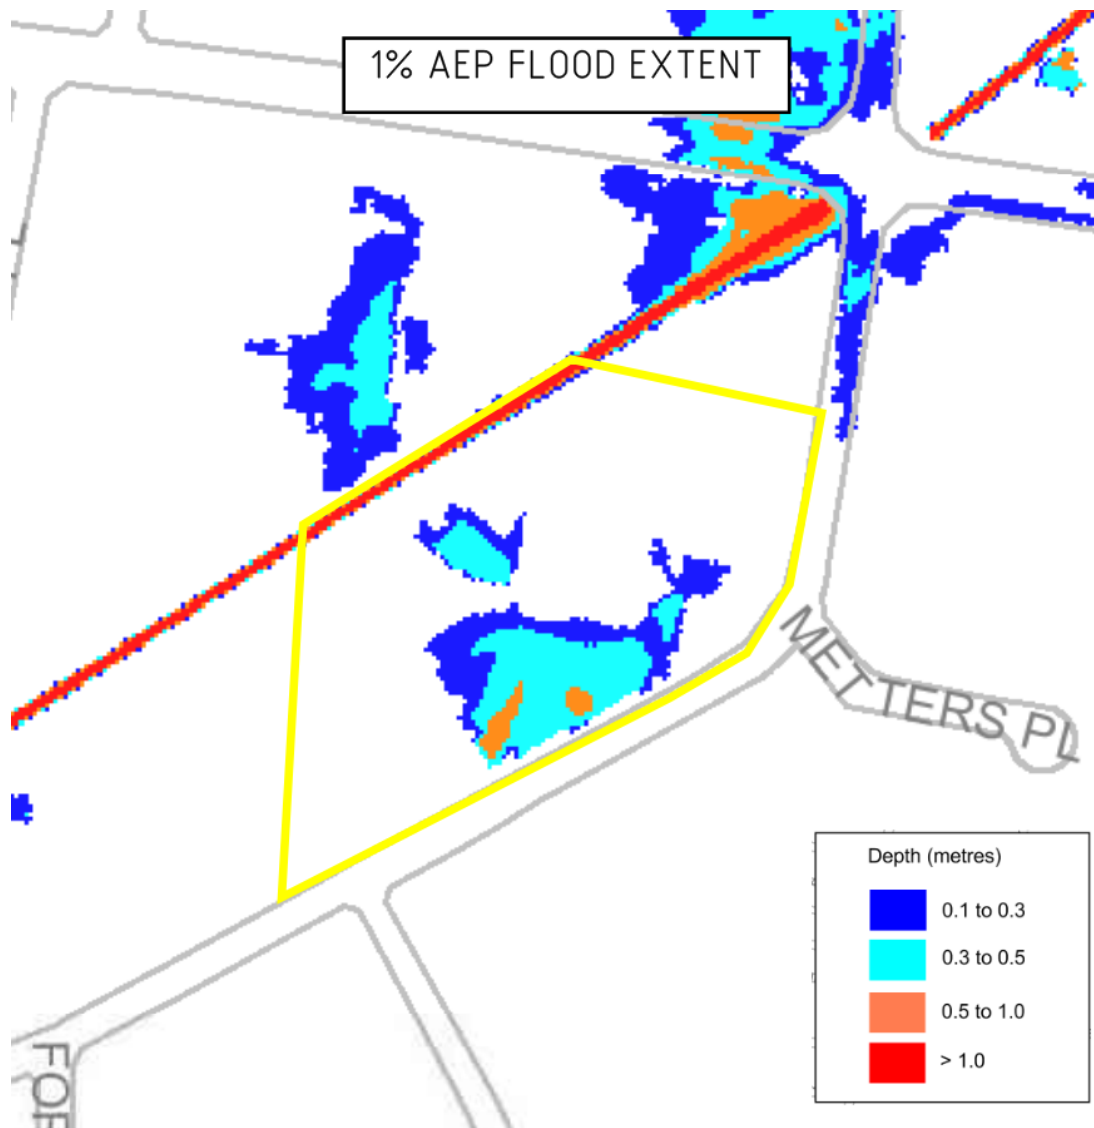 1% AEP FLOOD EXTENT
METTERS PL
Depth (metres)
0.1 to 0.3
0.3 to 0.5
0.5 to 1.0
> 1.0
FOR